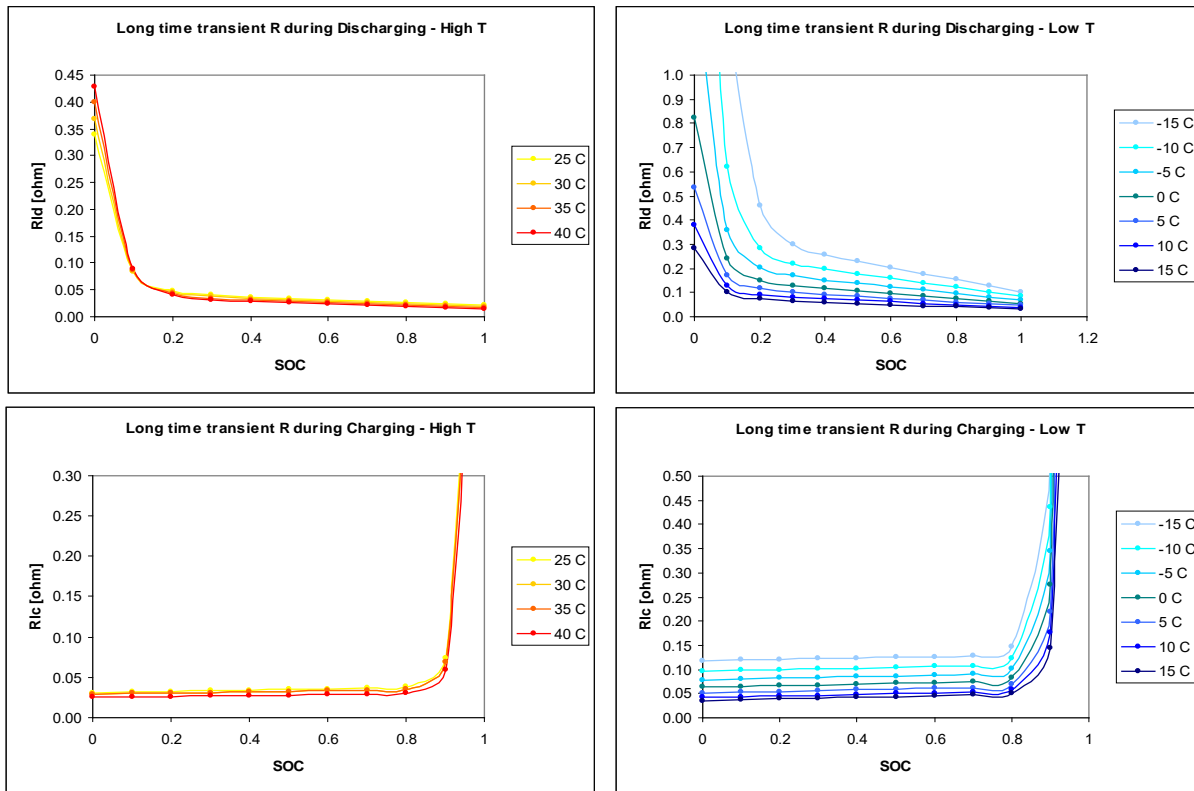 Long time transient R during Discharging - High T
0.45
0.40
0.35
0.30
0.25
0.20
0.15
0.10
0.05
0.00
Rld [ohm]
0 0.2 0.4 0.6 0.8 1
SOC
25 C
30 C
35 C
40 C
Long time transient R during Discharging - Low T
1.0
0.9
0.8
0.7
0.6
0.5
0.4
0.3
0.2
0.1
0.0
Rld [ohm]
0 0.2 0.4 0.6 0.8 1.0 1.2
SOC
-15 C
-10 C
-5 C
0 C
5 C
10 C
15 C
Long time transient R during Charging - High T
0.30
0.25
0.20
0.15
0.10
0.05
0.00
Rlc [ohm]
0 0.2 0.4 0.6 0.8 1
SOC
25 C
30 C
35 C
40 C
Long time transient R during Charging - Low T
0.50
0.45
0.40
0.35
0.30
0.25
0.20
0.15
0.10
0.05
0.00
Rlc [ohm]
0 0.2 0.4 0.6 0.8 1
SOC
-15 C
-10 C
-5 C
0 C
5 C
10 C
15 C